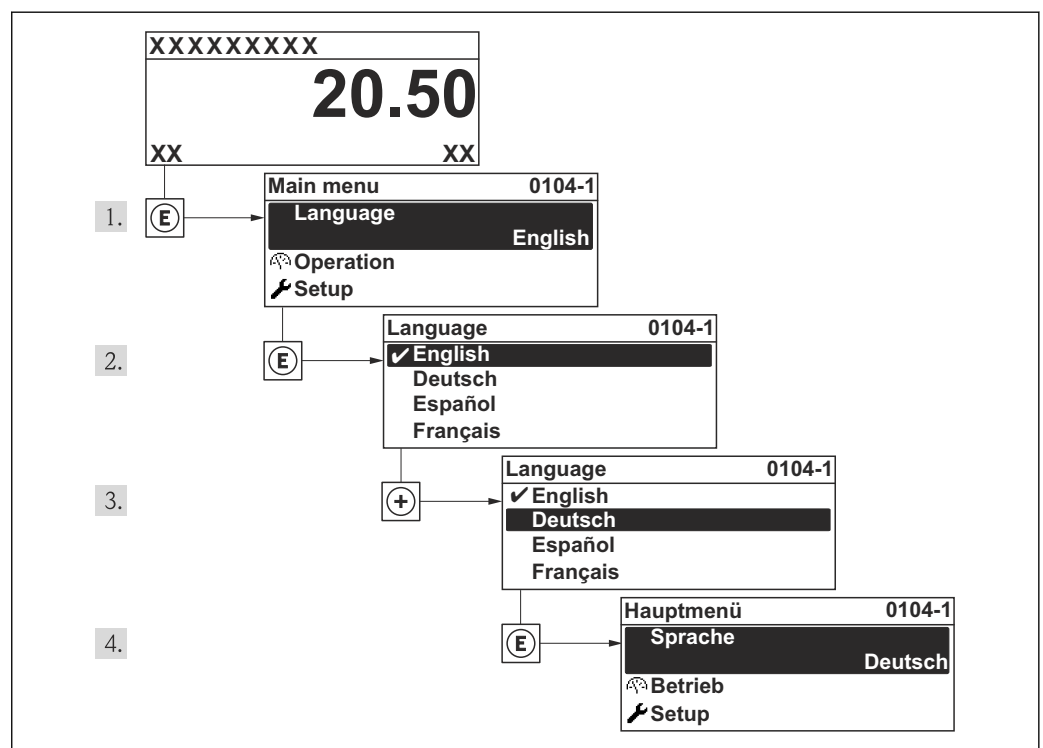 XXXXXXXXX
20.50
XX XX
1. E
Main menu 0104-1
Language
English
Operation
Setup
2. E
Language 0104-1
✔ English
Deutsch
Español
Français
3. +
Language 0104-1
✔ English
Deutsch
Español
Français
4. E
Hauptmenü 0104-1
Sprache
Deutsch
Betrieb
Setup